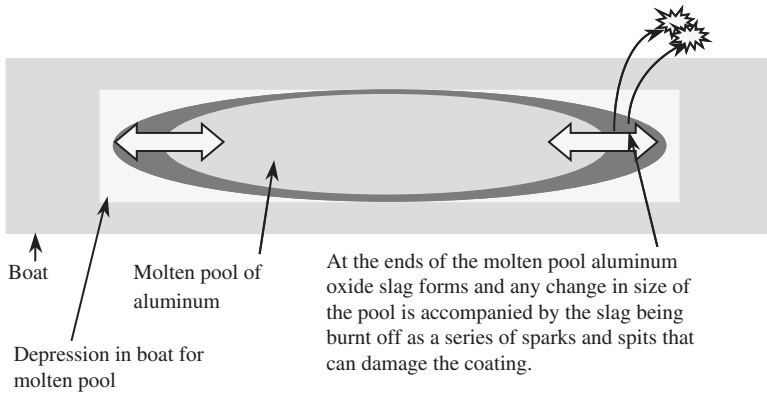 Boat
Molten pool of
aluminum
Depression in boat for
molten pool
At the ends of the molten pool aluminum
oxide slag forms and any change in size of
the pool is accompanied by the slag being
burnt off as a series of sparks and spits that
can damage the coating.